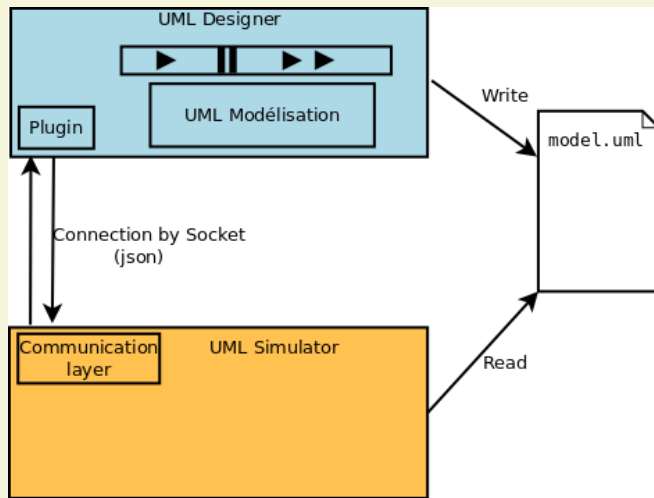 UML Designer
UML Modélisation
Plugin
Write
model.uml
Connection by Socket
(json)
Communication
layer
UML Simulator
Read